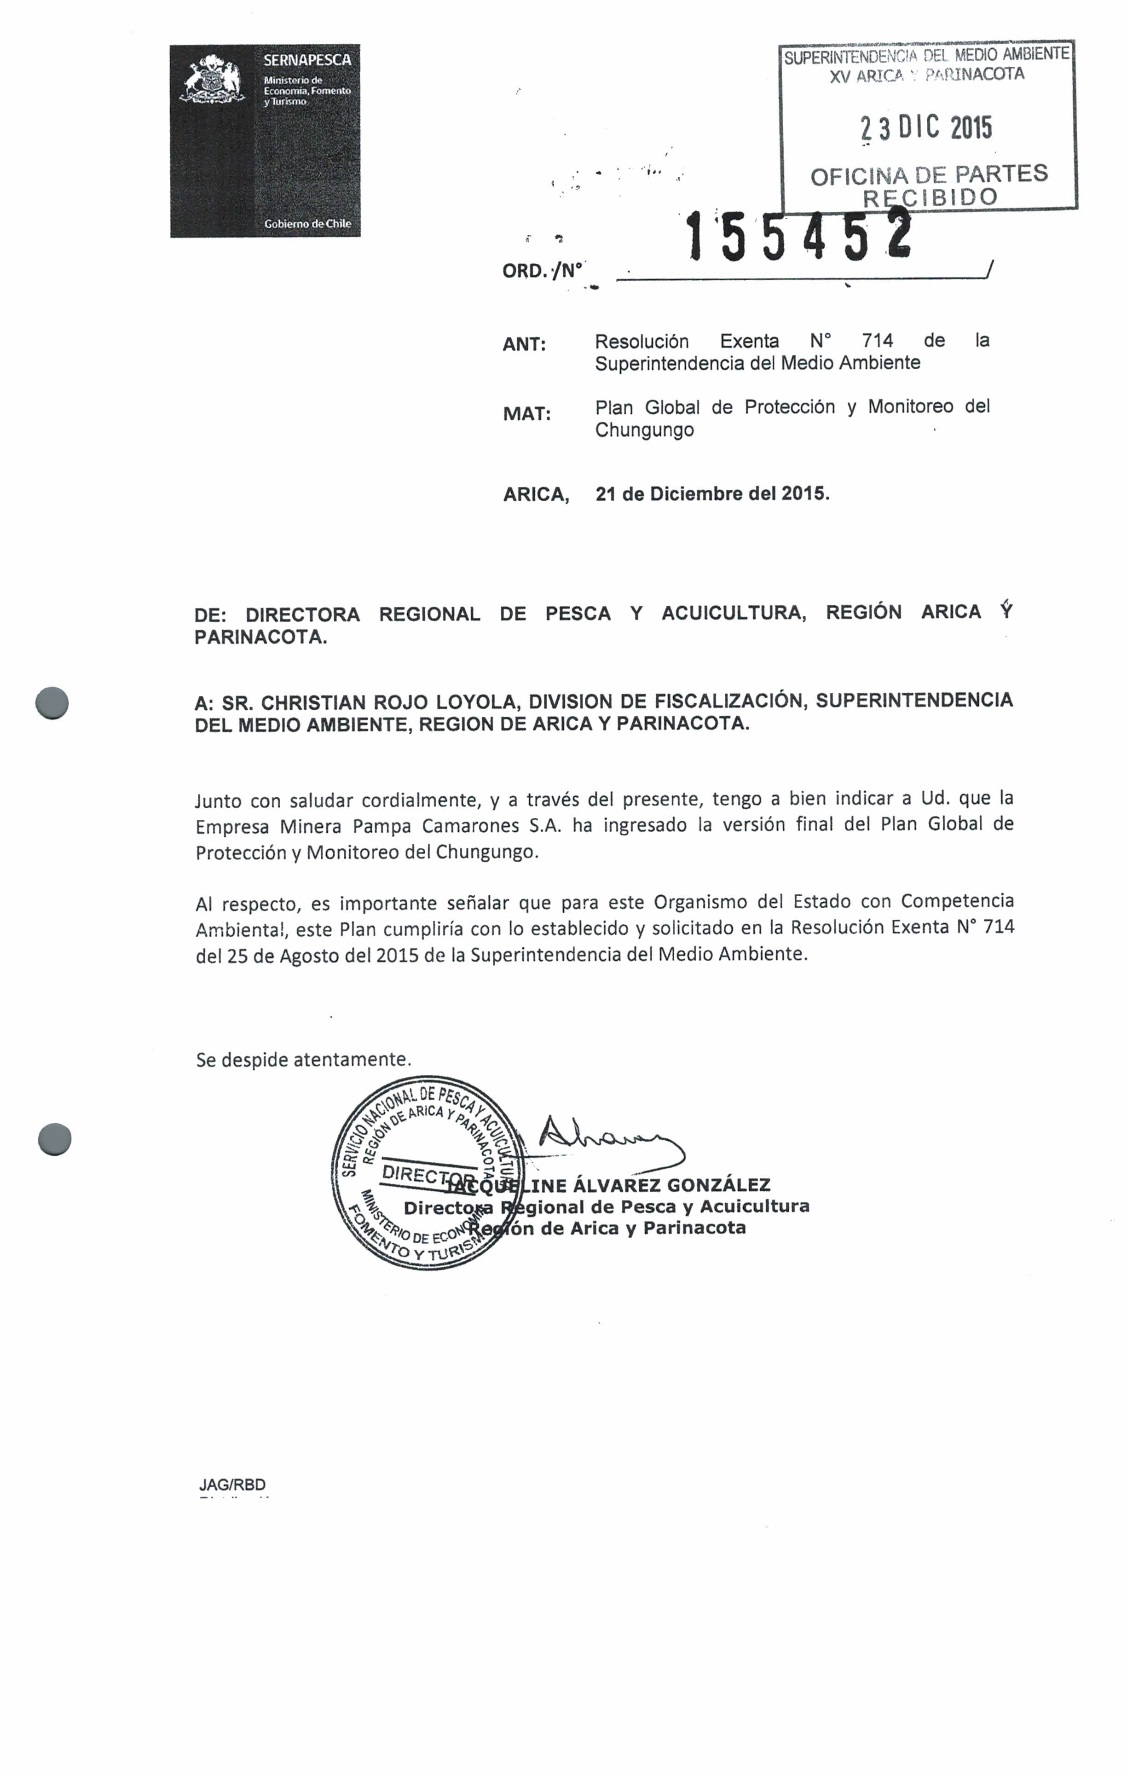 SERNAPESCA
Ministerio de
Economía, Fomento
y Turismo
Gobierno de Chile
SUPERINTENDENCIA DEL MEDIO AMBIENTE
XV ARICA Y PARINACOTA
23 DIC 2015
OFICINA DE PARTES
RECIBIDO
155452
ORD./N° ____________________/
ANT: Resolución Exenta N° 714 de la
Superintendencia del Medio Ambiente
MAT: Plan Global de Protección y Monitoreo del
Chungungo
ARICA, 21 de Diciembre del 2015.
DE: DIRECTORA REGIONAL DE PESCA Y ACUICULTURA, REGIÓN ARICA Y
PARINACOTA.
A: SR. CHRISTIAN ROJO LOYOLA, DIVISION DE FISCALIZACIÓN, SUPERINTENDENCIA
DEL MEDIO AMBIENTE, REGION DE ARICA Y PARINACOTA.
Junto con saludar cordialmente, y a través del presente, tengo a bien indicar a Ud. que la
Empresa Minera Pampa Camarones S.A. ha ingresado la versión final del Plan Global de
Protección y Monitoreo del Chungungo.
Al respecto, es importante señalar que para este Organismo del Estado con Competencia
Ambiental, este Plan cumpliría con lo establecido y solicitado en la Resolución Exenta N° 714
del 25 de Agosto del 2015 de la Superintendencia del Medio Ambiente.
Se despide atentamente.
SERVICIO NACIONAL DE PESCA Y ACUICULTURA
REGIÓN DE ARICA Y PARINACOTA
DIRECTOR
MINISTERIO DE ECONOMIA
FOMENTO Y TURISMO
Alvarez
JACQUELINE ÁLVAREZ GONZÁLEZ
Directora Regional de Pesca y Acuicultura
Región de Arica y Parinacota
JAG/RBD